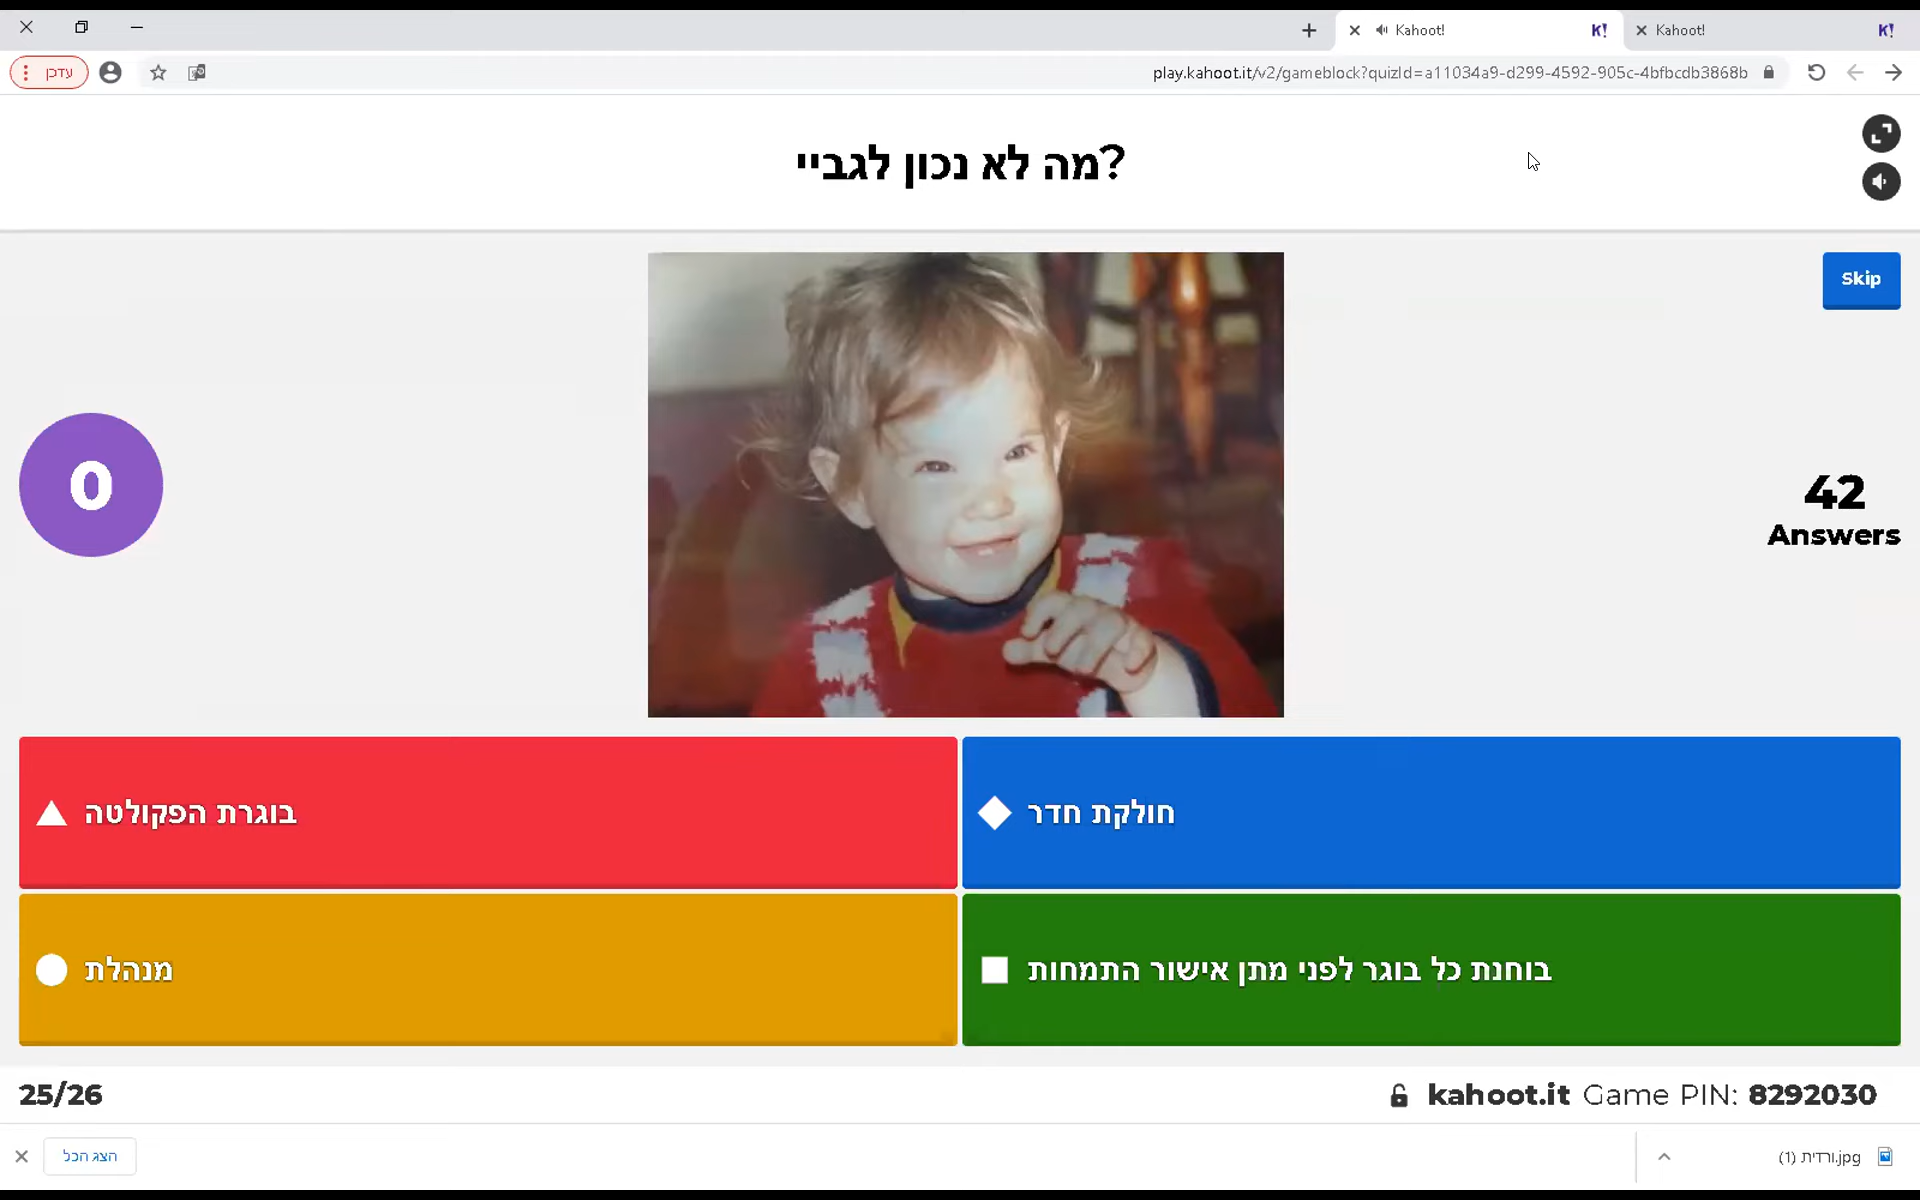 Kahoot!
K!
Kahoot!
K!
עדכן
play.kahoot.it/v2/gameblock?quizId=a11034a9-d299-4592-905c-4bfbcdb3868b
מה לא נכון לגביי?
Skip
0
42
Answers
בוגרת הפקולטה
חולקת חדר
מנהלת
בוחנת כל בוגר לפני מתן אישור התמחות
25/26
kahoot.it Game PIN: 8292030
הצג הכל
ורדית (1).jpg